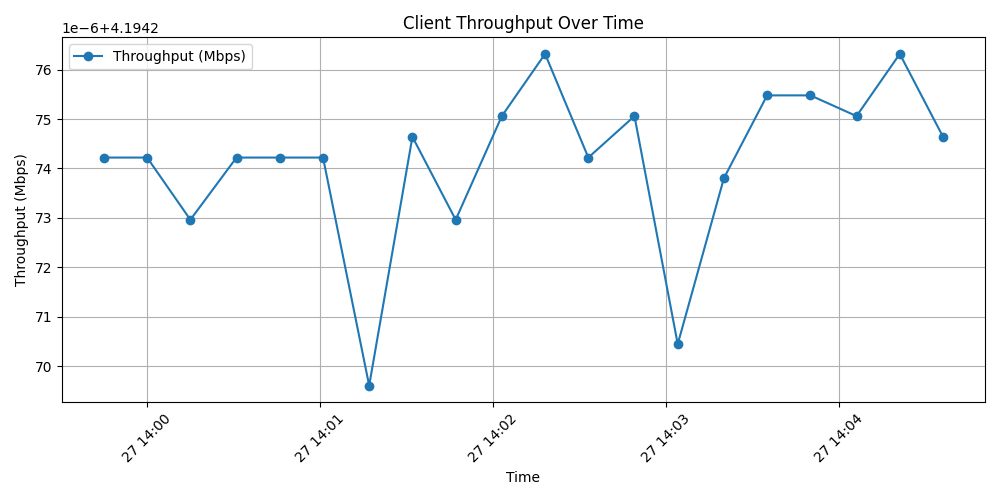 Client Throughput Over Time
1e−6+4.1942
Throughput (Mbps)
76
75
74
73
72
71
70
Throughput (Mbps)
27 14:00
27 14:01
27 14:02
27 14:03
27 14:04
Time